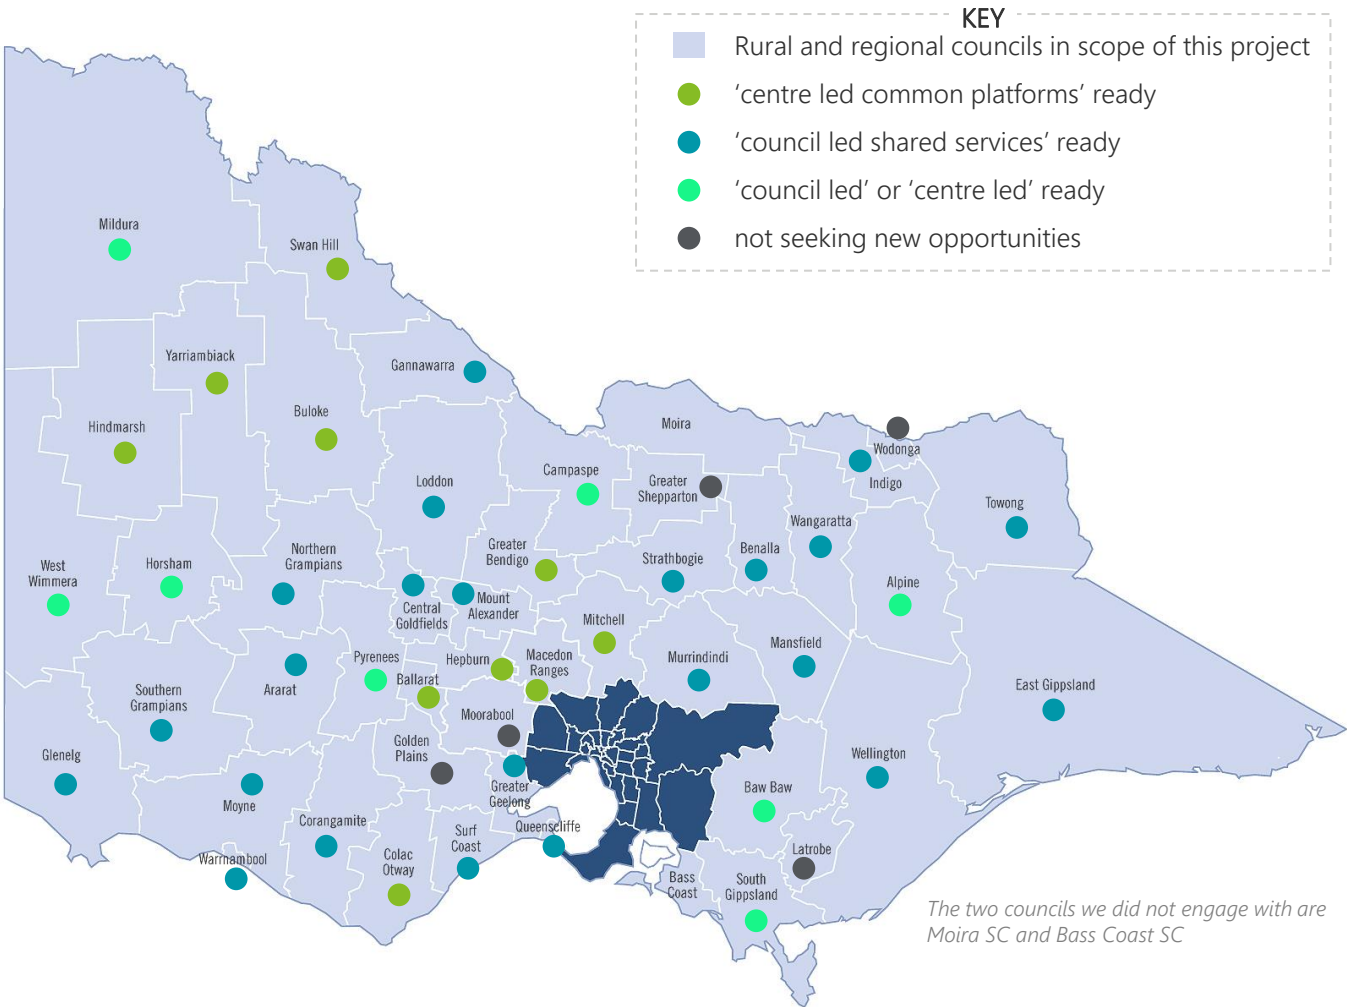 KEY
Rural and regional councils in scope of this project
‘centre led common platforms’ ready
‘council led shared services’ ready
‘council led’ or ‘centre led’ ready
not seeking new opportunities
Mildura
Swan Hill
Yarriambiack
Gannawarra
Buloke
Hindmarsh
Moira
Wodonga
Campaspe
Loddon
Greater
Shepparton
Indigo
Towong
Wangaratta
Northern
Grampians
Greater
Bendigo
Strathbogie
Benalla
West
Wimmera
Horsham
Alpine
Central
Goldfields
Mount
Alexander
Mitchell
Mansfield
Pyrenees
Hepburn
Macedon
Ranges
Murrindindi
Ballarat
Ararat
Southern
Grampians
East Gippsland
Moorabool
Golden
Plains
Glenelg
Wellington
Greater
Geelong
Baw Baw
Moyne
Corangamite
Surf
Coast
Queenscliffe
Warrnambool
Colac
Otway
Latrobe
Bass
Coast
South
Gippsland
The two councils we did not engage with are
Moira SC and Bass Coast SC